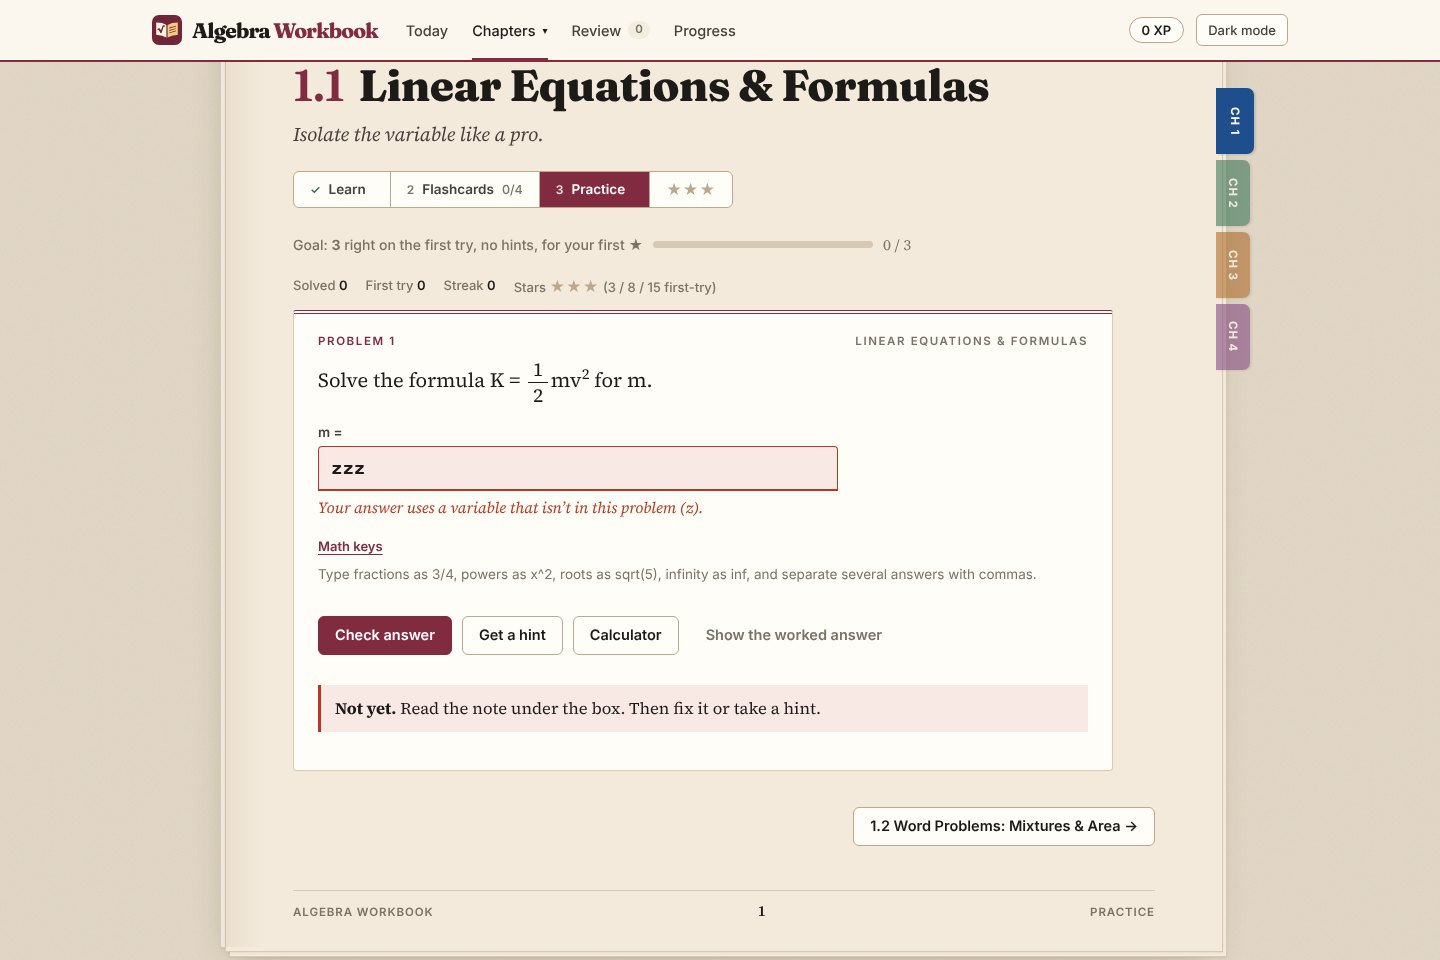 Algebra Workbook Today Chapters ▾ Review 0 Progress 0 XP Dark mode
1.1 Linear Equations & Formulas
Isolate the variable like a pro.
✓ Learn 2 Flashcards 0/4 3 Practice ★★★
Goal: 3 right on the first try, no hints, for your first ★ 0 / 3
Solved 0 First try 0 Streak 0 Stars ★★★ (3 / 8 / 15 first-try)
PROBLEM 1 LINEAR EQUATIONS & FORMULAS
Solve the formula K = 1/2 mv² for m.
m =
zzz
Your answer uses a variable that isn’t in this problem (z).
Math keys
Type fractions as 3/4, powers as x^2, roots as sqrt(5), infinity as inf, and separate several answers with commas.
Check answer Get a hint Calculator Show the worked answer
Not yet. Read the note under the box. Then fix it or take a hint.
1.2 Word Problems: Mixtures & Area →
ALGEBRA WORKBOOK 1 PRACTICE
CH 1
CH 2
CH 3
CH 4